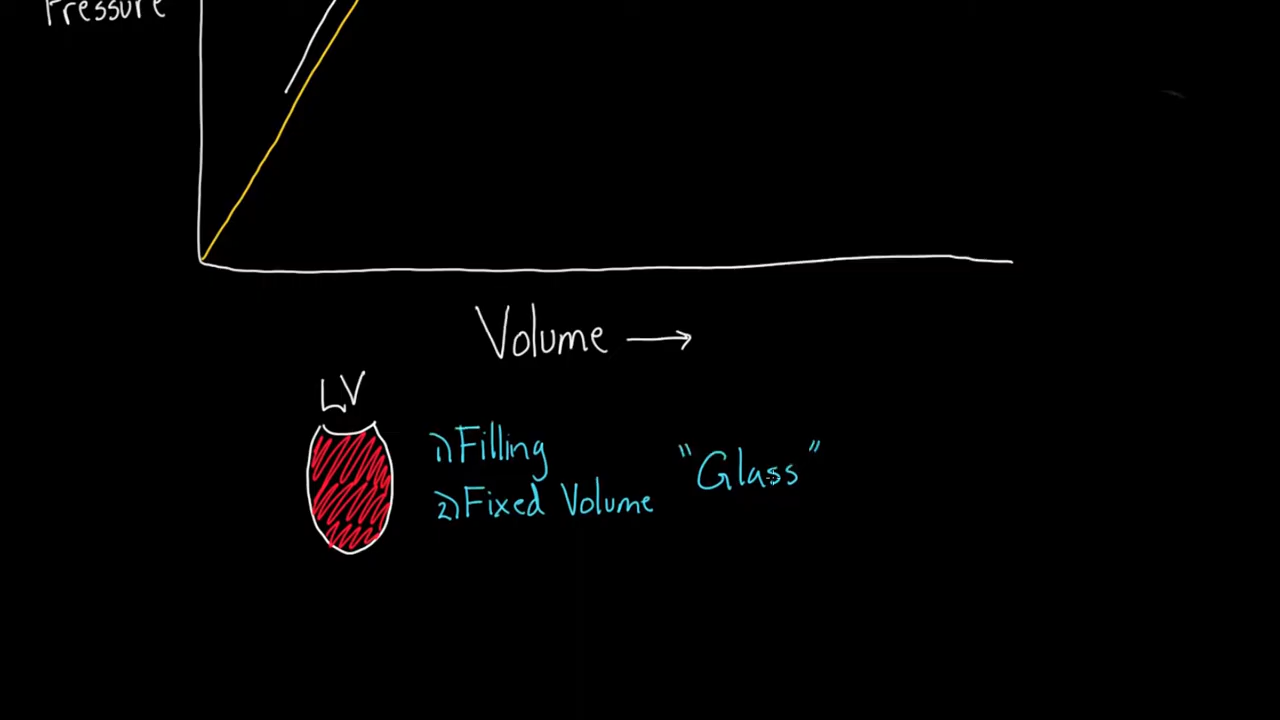 Pressure
Volume →
LV
1) Filling
2) Fixed Volume
"Glass"